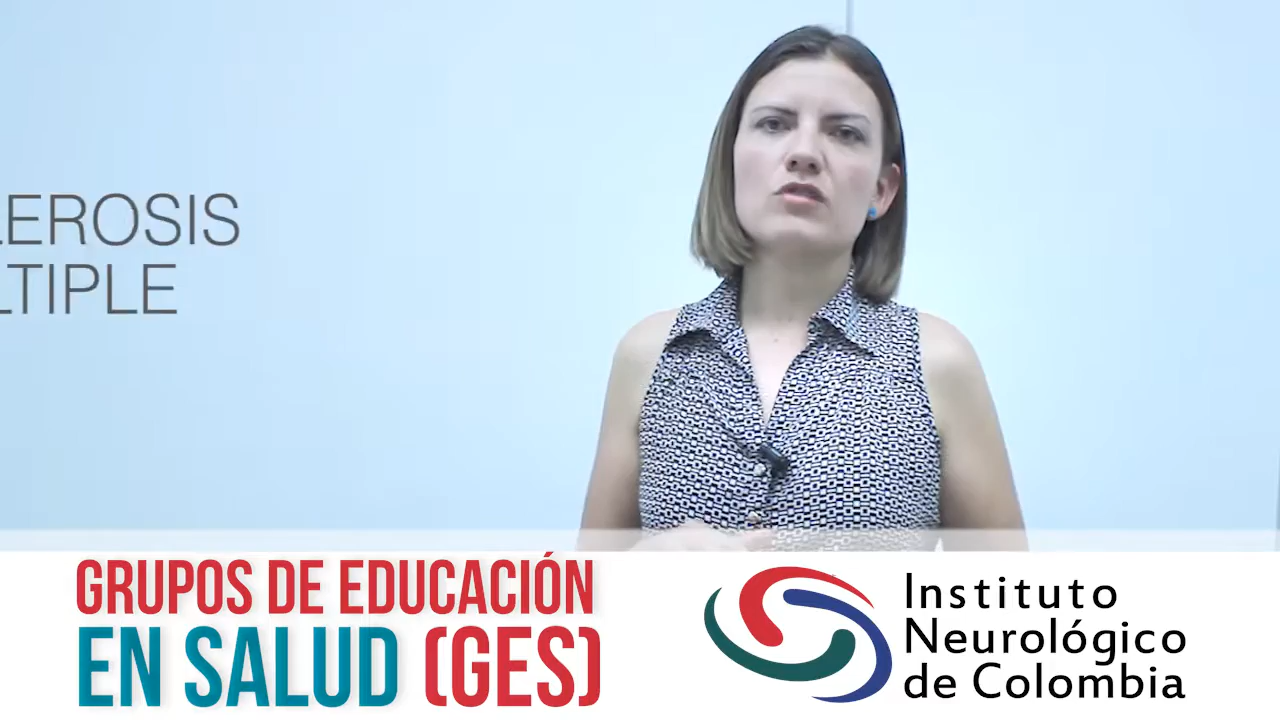 LEROSIS
LTIPLE
GRUPOS DE EDUCACIÓN
EN SALUD (GES)
Instituto
Neurológico
de Colombia